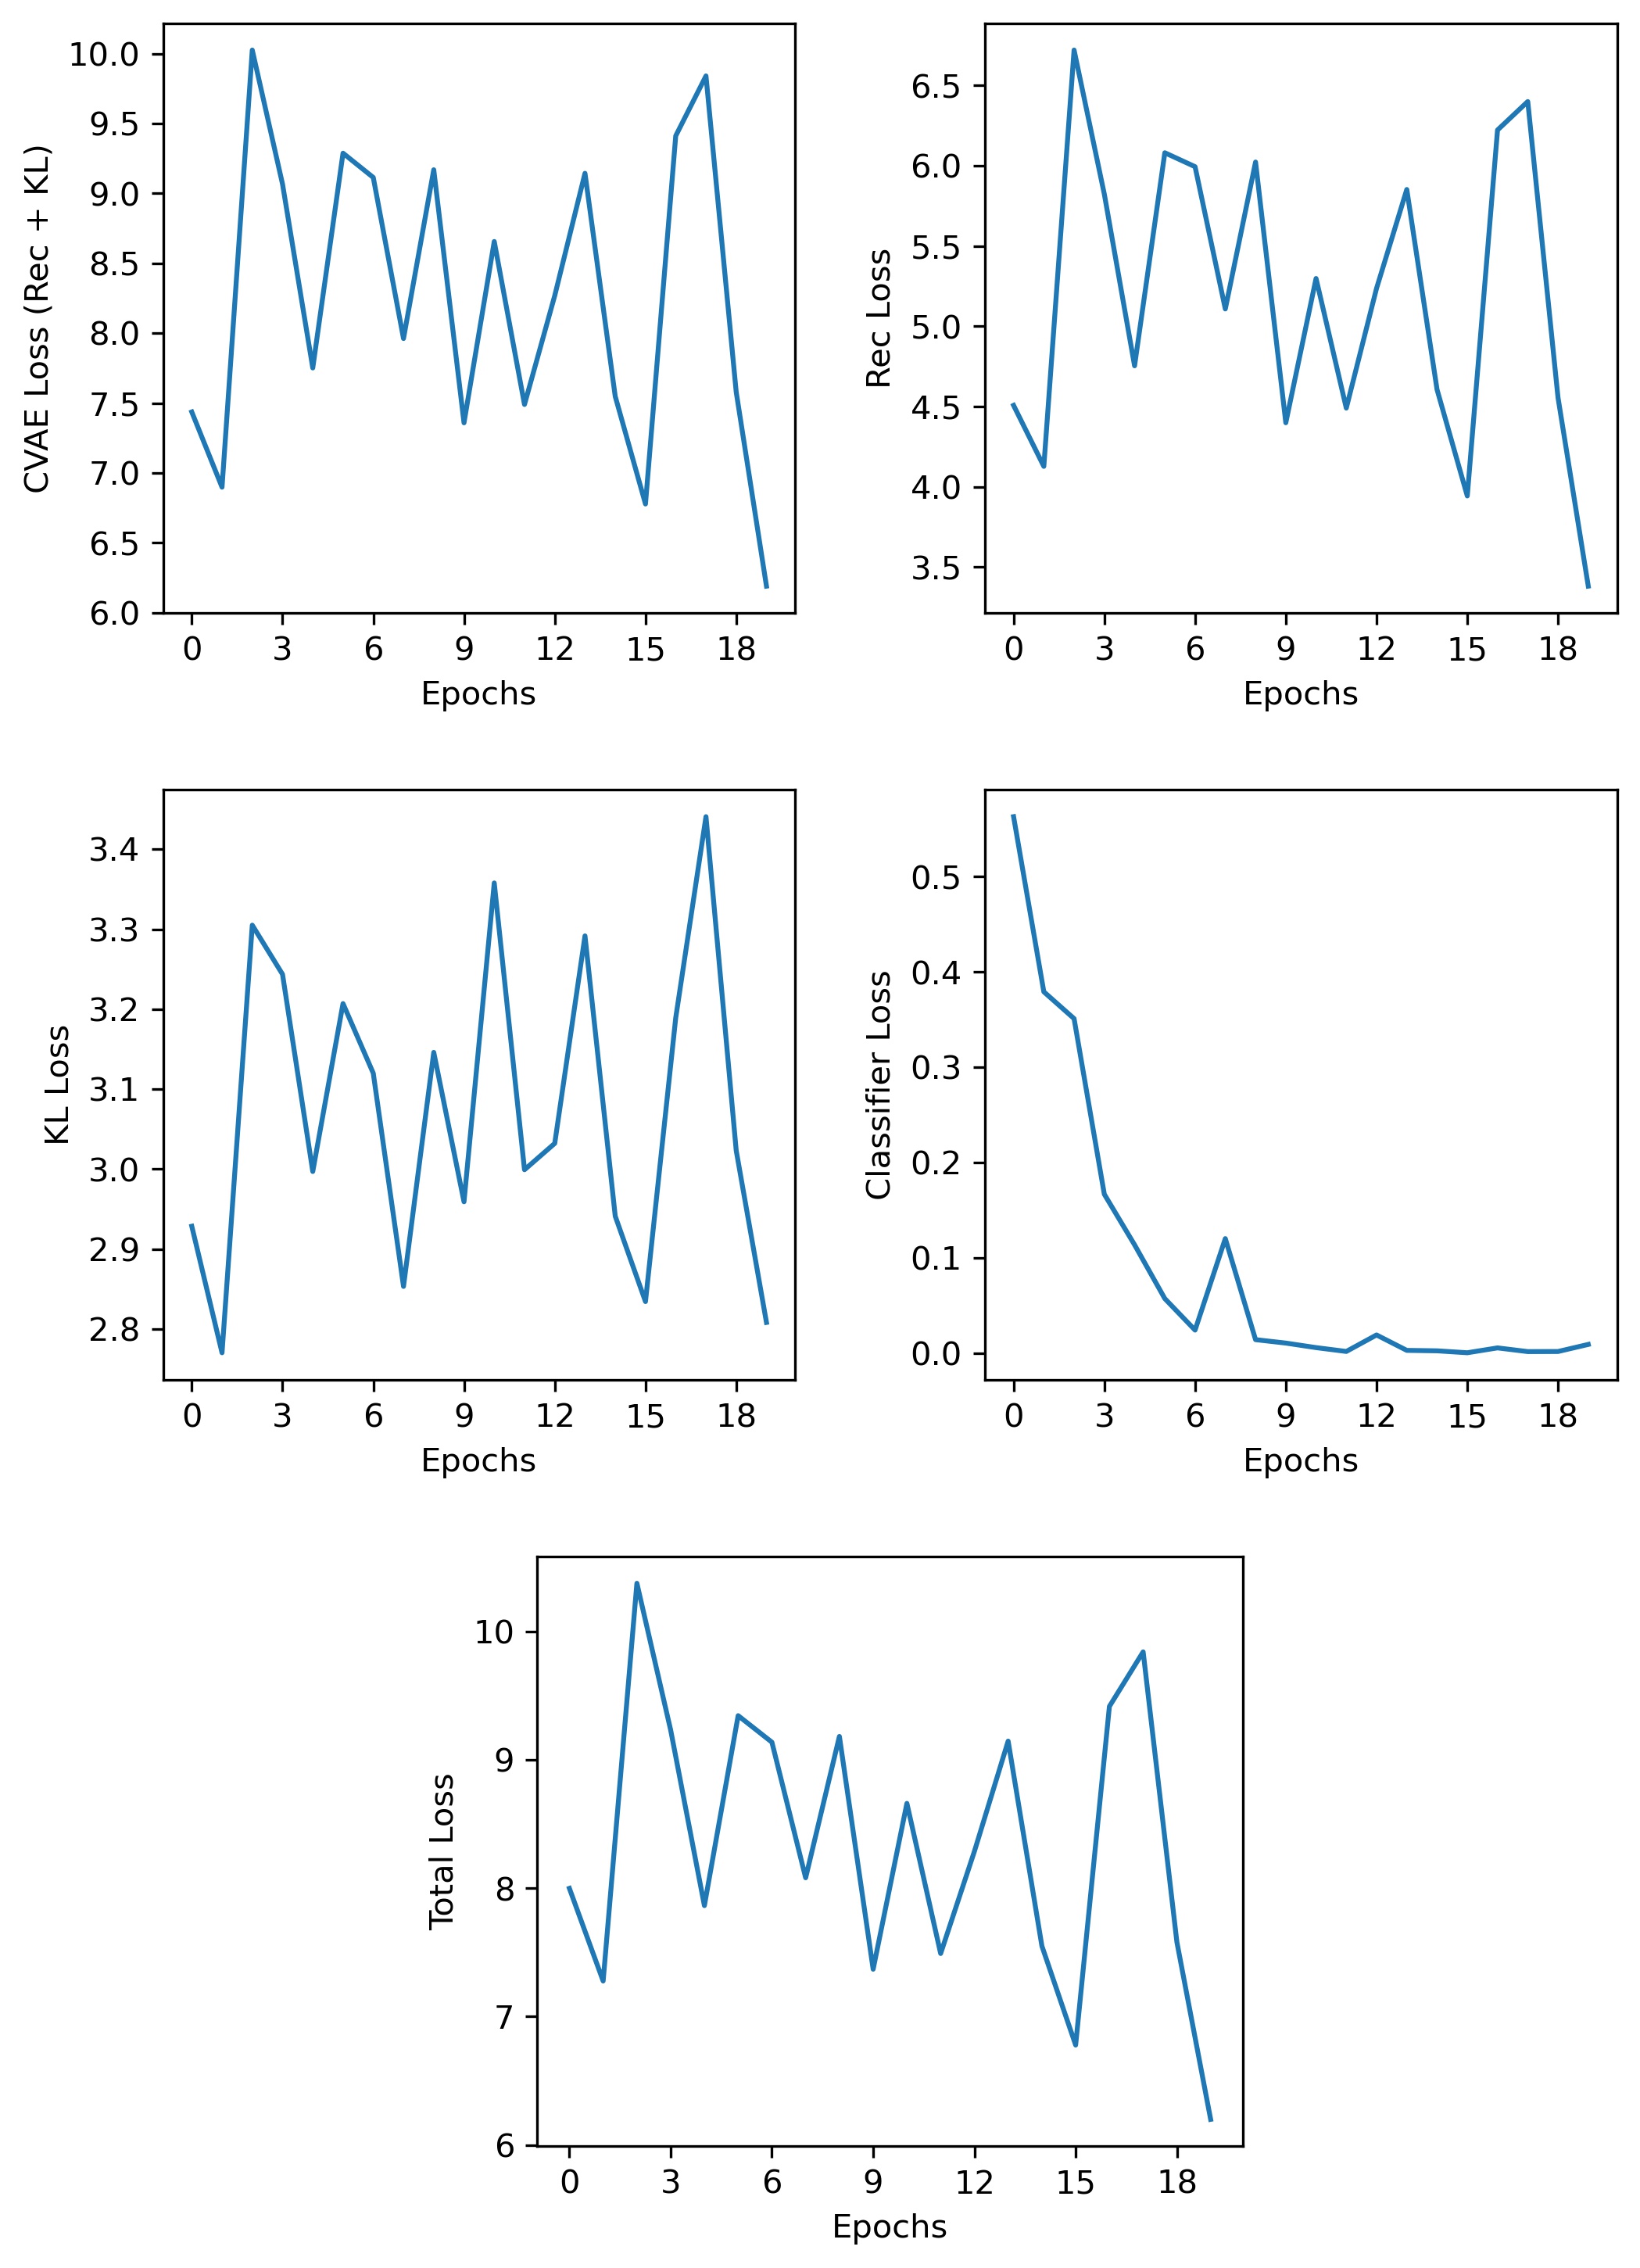 CVAE Loss (Rec + KL)
10.0
9.5
9.0
8.5
8.0
7.5
7.0
6.5
6.0
0 3 6 9 12 15 18
Epochs
Rec Loss
6.5
6.0
5.5
5.0
4.5
4.0
3.5
0 3 6 9 12 15 18
Epochs
KL Loss
3.4
3.3
3.2
3.1
3.0
2.9
2.8
0 3 6 9 12 15 18
Epochs
Classifier Loss
0.5
0.4
0.3
0.2
0.1
0.0
0 3 6 9 12 15 18
Epochs
Total Loss
10
9
8
7
6
0 3 6 9 12 15 18
Epochs